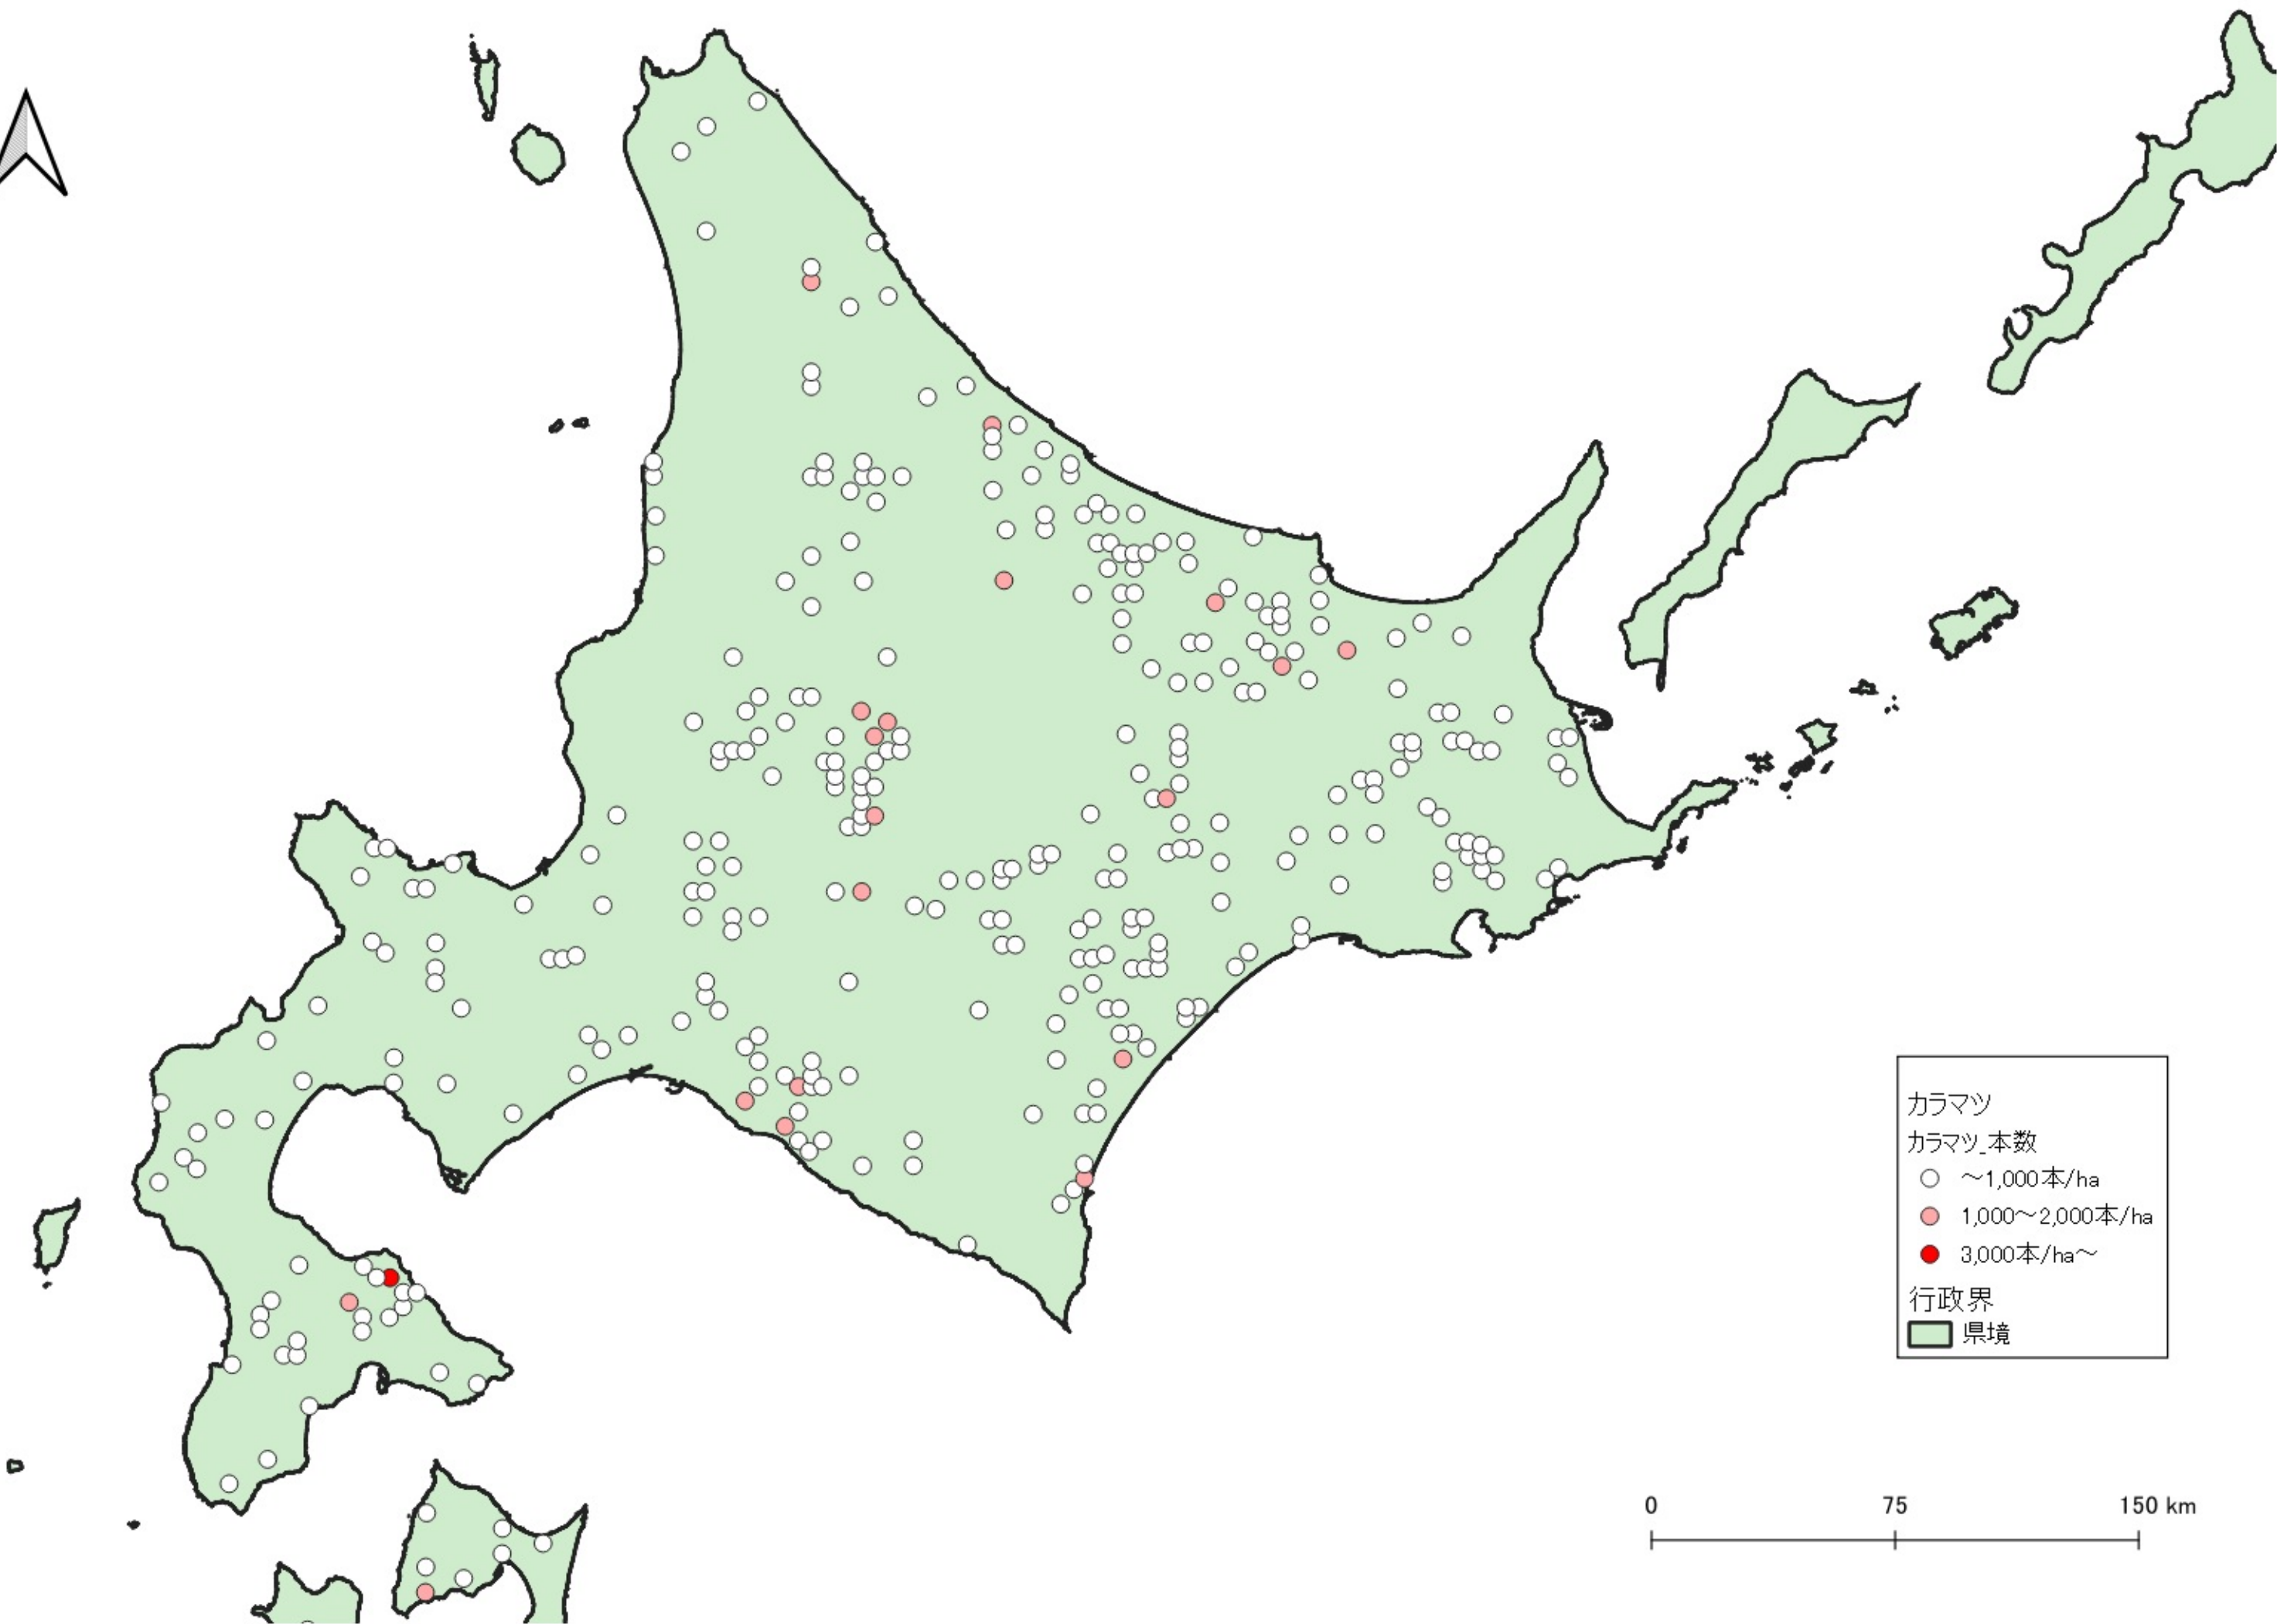 カラマツ
カラマツ_本数
～1,000本/ha
1,000～2,000本/ha
3,000本/ha～
行政界
県境
0 75 150 km